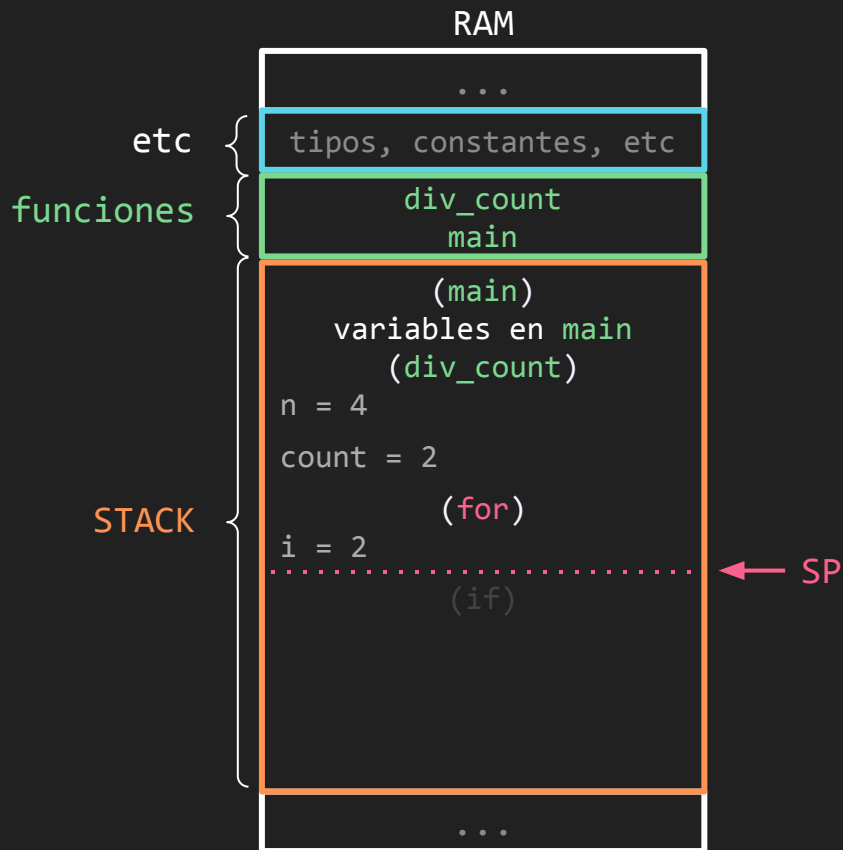 RAM
...
etc
tipos, constantes, etc
funciones
div_count
main
(main)
variables en main
(div_count)
n = 4
count = 2
(for)
STACK
i = 2
SP
(if)
...